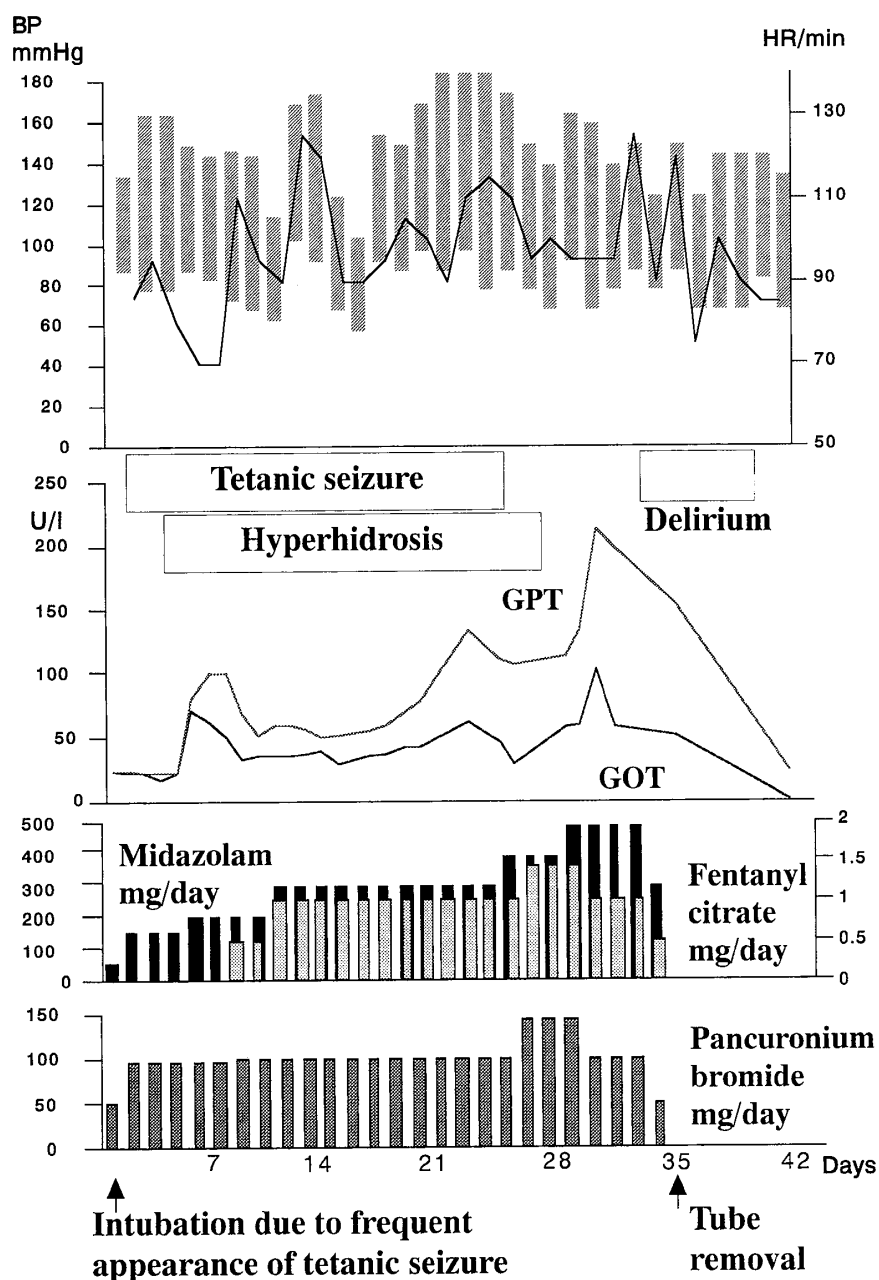 BP
mmHg
HR/min
180
160
140
120
100
80
60
40
20
0
130
110
90
70
50
Tetanic seizure
Hyperhidrosis
Delirium
250
U/l
200
150
100
50
0
GPT
GOT
500
400
300
200
100
0
Midazolam
mg/day
2
1.5
1
0.5
0
Fentanyl
citrate
mg/day
150
100
50
0
Pancuronium
bromide
mg/day
7 14 21 28 35 42 Days
Intubation due to frequent
appearance of tetanic seizure
Tube
removal